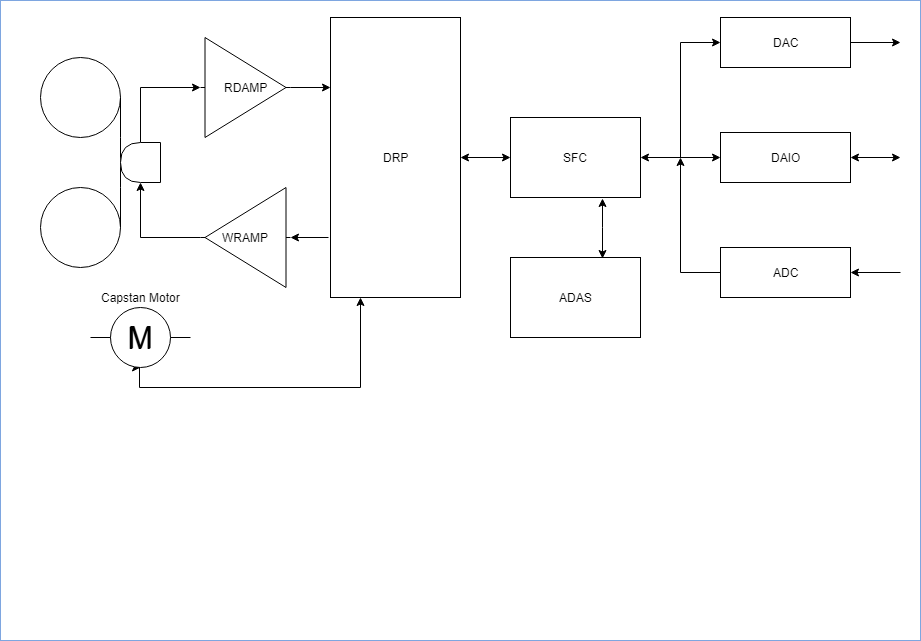 DAC
RDAMP
DRP
SFC
DAIO
WRAMP
ADC
ADAS
Capstan Motor
M